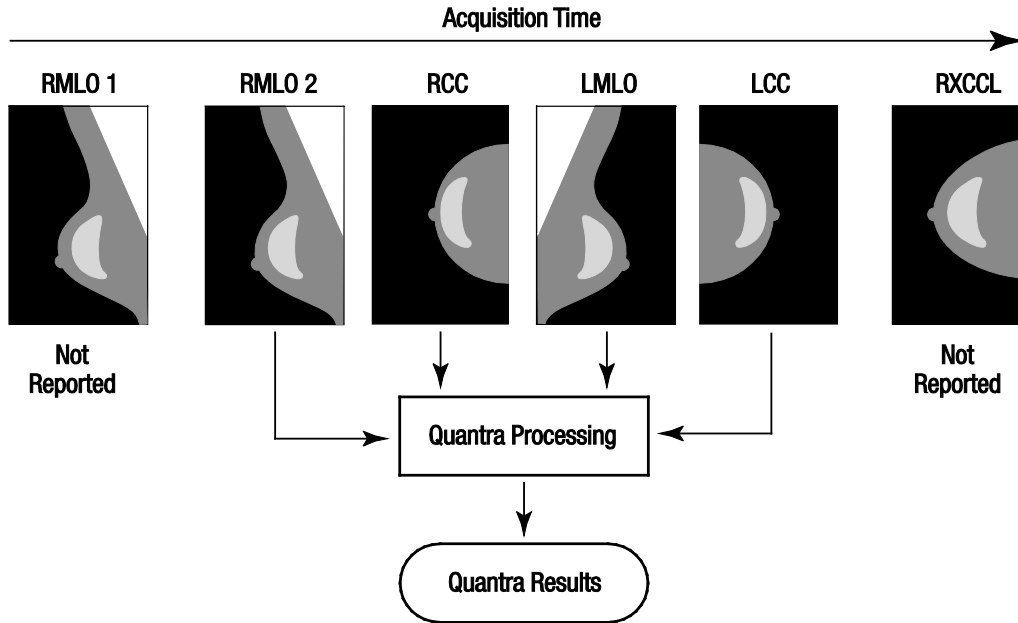 Acquisition Time
RMLO 1
RMLO 2
RCC
LMLO
LCC
RXCCL
Not
Reported
Not
Reported
Quantra Processing
Quantra Results